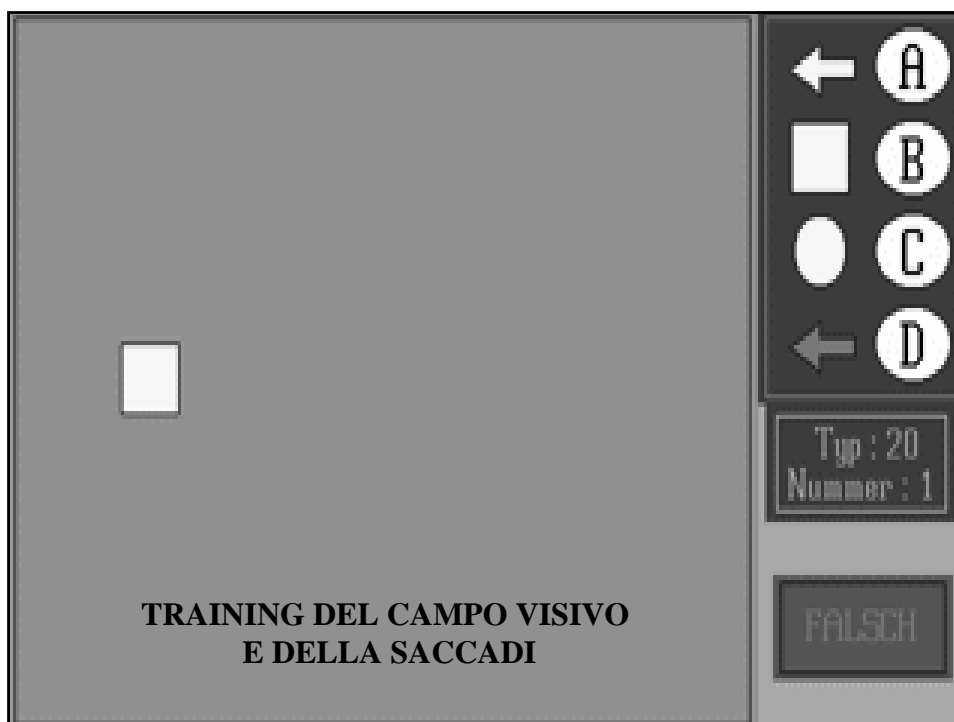 A
B
C
D
Typ : 20
Nummer : 1
FALSCH
TRAINING DEL CAMPO VISIVO
E DELLA SACCADI